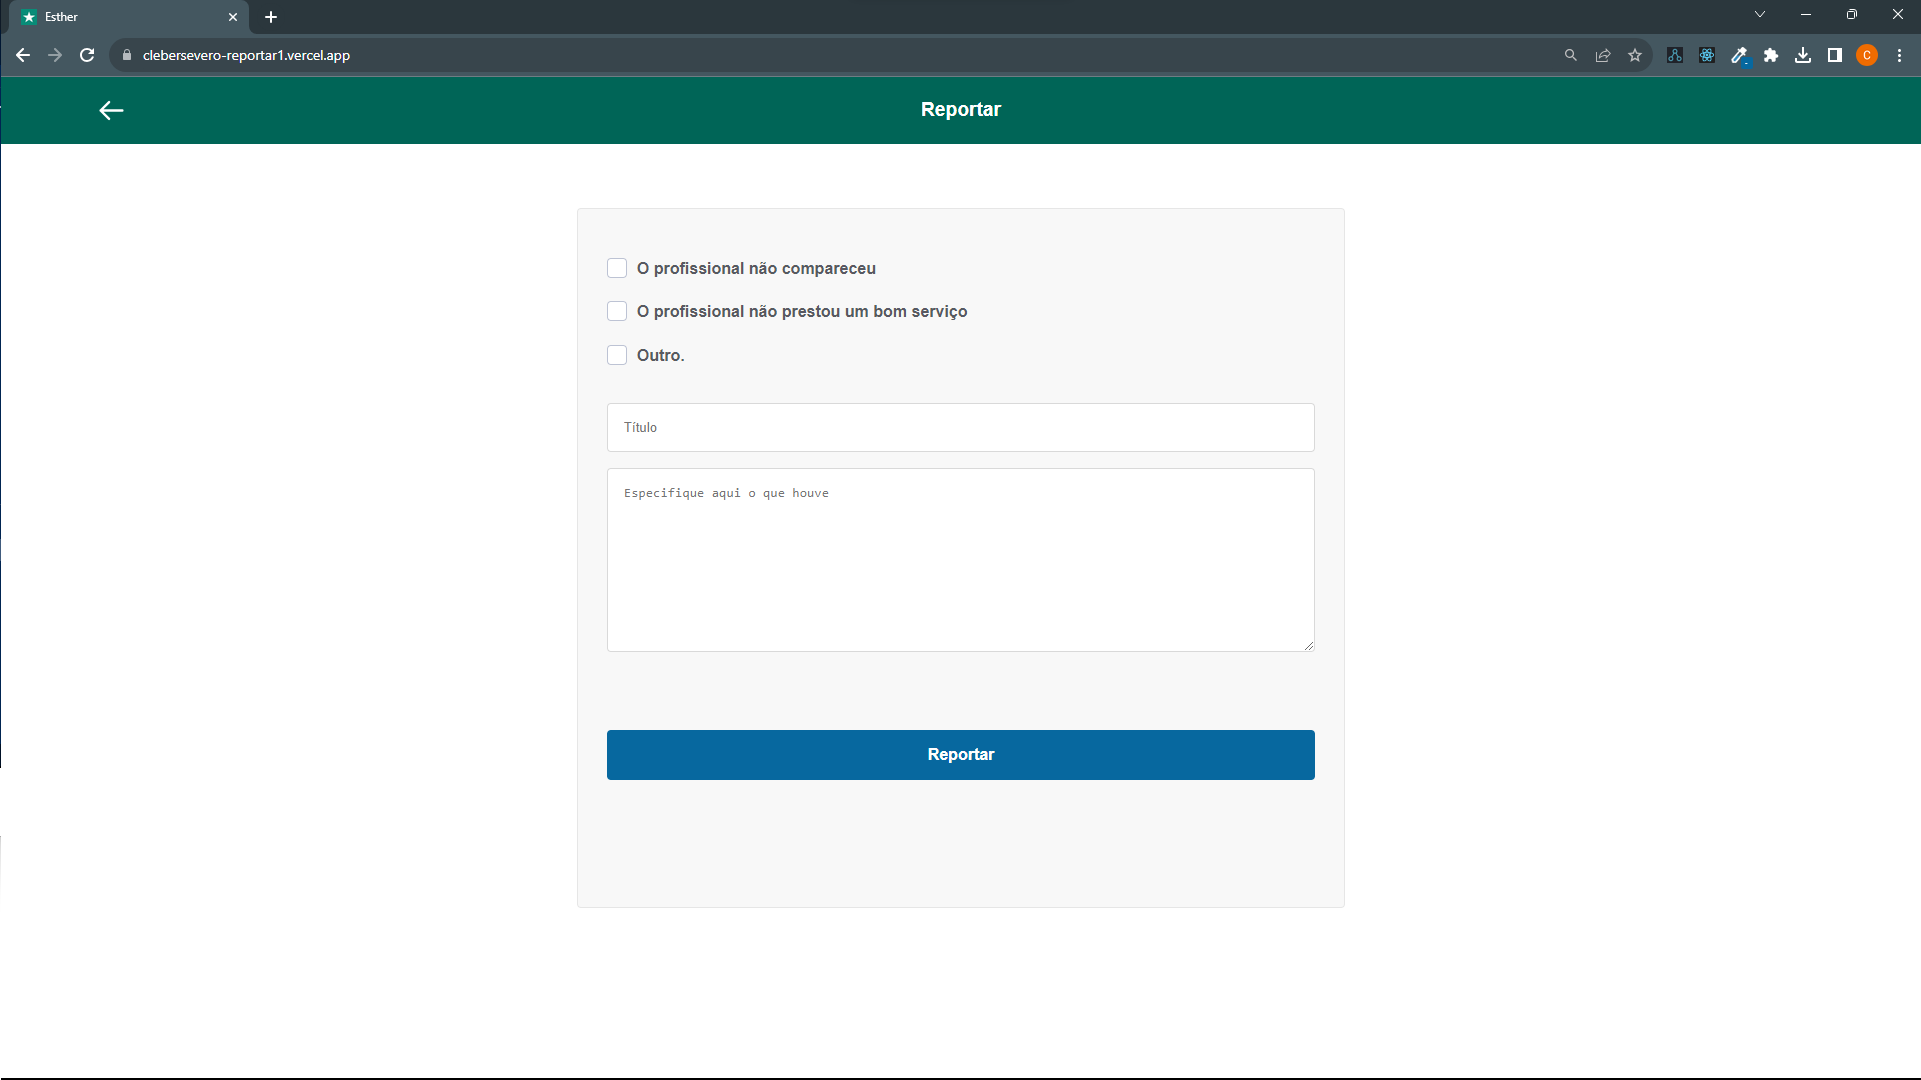 Esther
clebersevero-reportar1.vercel.app
C
Reportar
O profissional não compareceu
O profissional não prestou um bom serviço
Outro.
Título
Especifique aqui o que houve
Reportar